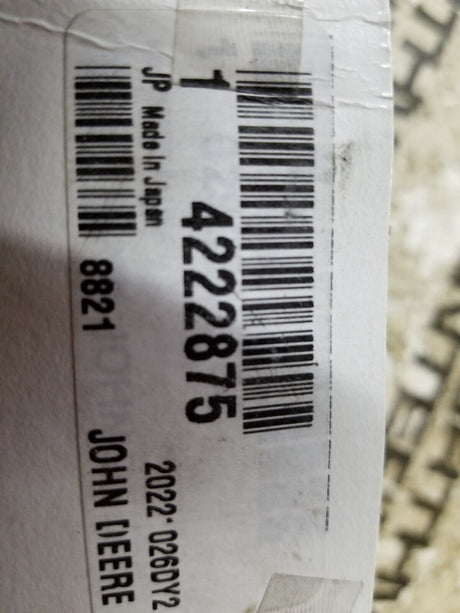 1
4222875
2022' 026DY2
JP Made In Japan
8821
JOHN DEERE